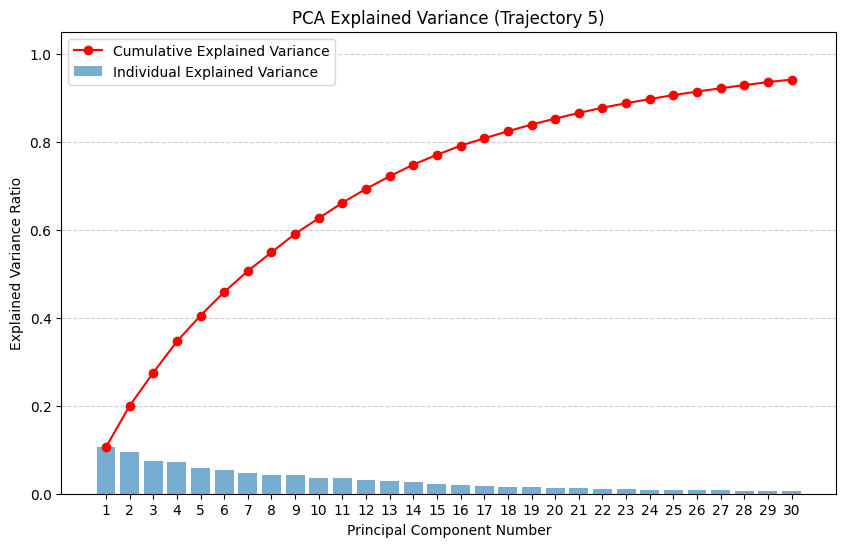 PCA Explained Variance (Trajectory 5)
Cumulative Explained Variance
Individual Explained Variance
Explained Variance Ratio
1.0
0.8
0.6
0.4
0.2
0.0
1 2 3 4 5 6 7 8 9 10 11 12 13 14 15 16 17 18 19 20 21 22 23 24 25 26 27 28 29 30
Principal Component Number